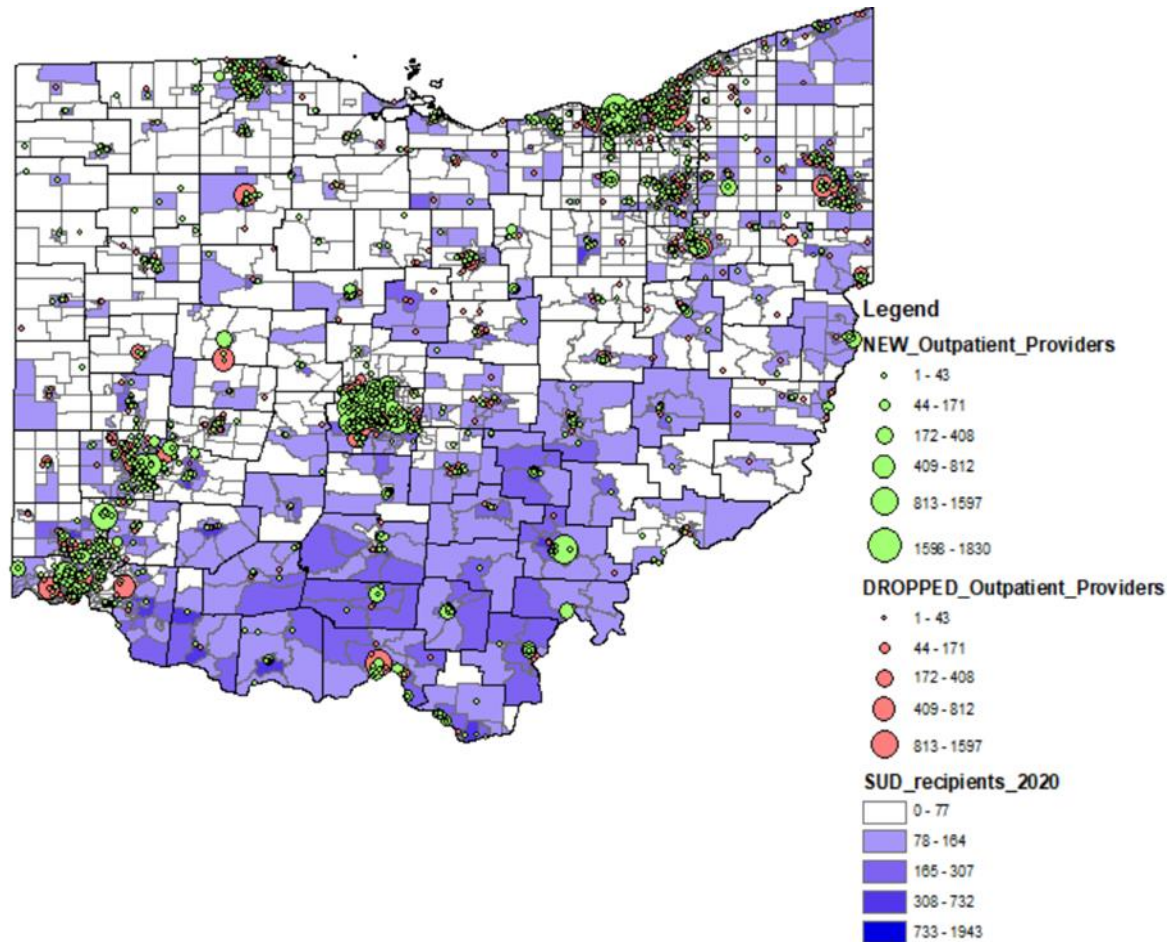 Legend
NEW_Outpatient_Providers
1 - 43
44 - 171
172 - 408
409 - 812
813 - 1597
1598 - 1830
DROPPED_Outpatient_Providers
1 - 43
44 - 171
172 - 408
409 - 812
813 - 1597
SUD_recipients_2020
0 - 77
78 - 164
165 - 307
308 - 732
733 - 1943